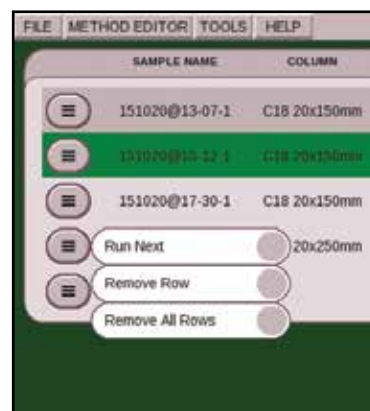 FILE METHOD EDITOR TOOLS HELP
SAMPLE NAME COLUMN
151020@13-07-1 C18 20x150mm
151020@15-12-1 C18 20x150mm
151020@17-30-1 C18 20x150mm
Run Next 20x250mm
Remove Row
Remove All Rows